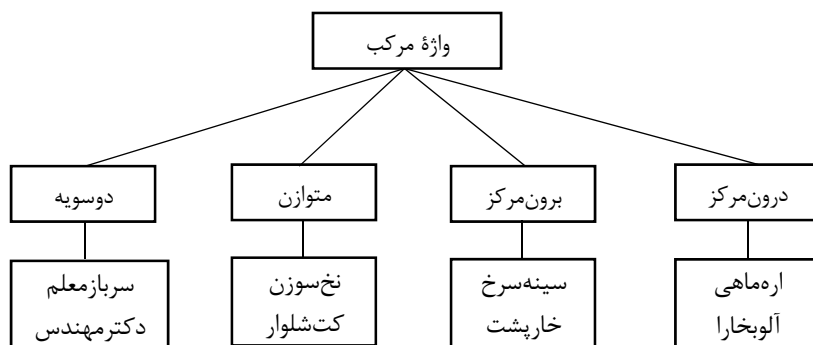 واژۀ مرکب
درون‌مرکز
برون‌مرکز
متوازن
دوسویه
اره‌ماهی
آلوبخارا
سینه‌سرخ
خارپشت
نخ‌سوزن
کت‌شلوار
سربازمعلم
دکترمهندس